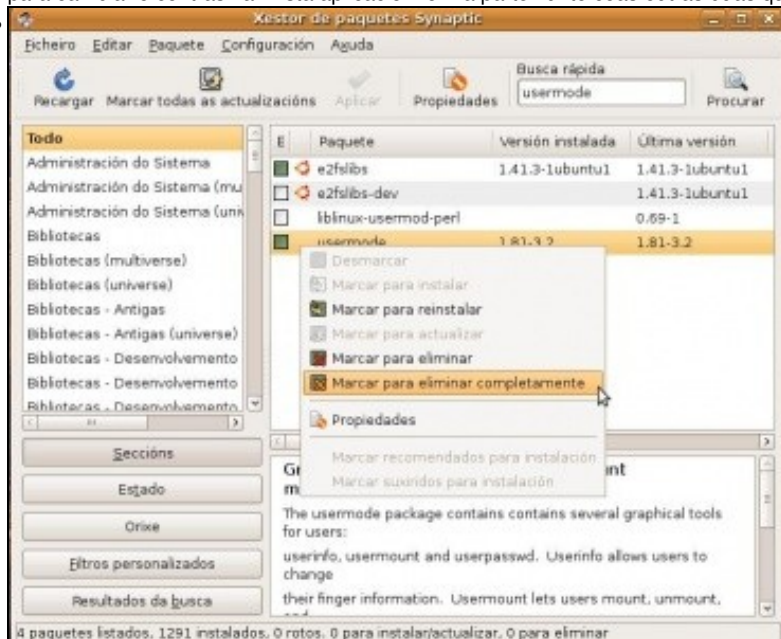 Xestor de paquetes Synaptic
Ficheiro Editar Paquete Configuración Axuda
Recargar Marcar todas as actualizacións Aplicar Propiedades Busca rápida Procurar
usermode
Todo
Administración do Sistema
Administración do Sistema (mu
Administración do Sistema (univ
Bibliotecas
Bibliotecas (multiverse)
Bibliotecas (universe)
Bibliotecas - Antigas
Bibliotecas - Antigas (universe)
Bibliotecas - Desenvolvemento
Bibliotecas - Desenvolvemento
Bibliotecas - Desenvolvemento
Seccións
Estado
Orixe
Filtros personalizados
Resultados da busca
E Paquete Versión instalada Última versión
e2fslibs 1.41.3-1ubuntu1 1.41.3-1ubuntu1
e2fslibs-dev 1.41.3-1ubuntu1
liblinux-usermod-perl 0.69-1
usermode 1.81-3.2 1.81-3.2
Desmarcar
Marcar para instalar
Marcar para reinstalar
Marcar para actualizar
Marcar para eliminar
Marcar para eliminar completamente
Propiedades
Marcar recomendados para instalación
Marcar suxiridos para instalación
The usermode package contains contains several graphical tools
for users:
userinfo, usermount and userpasswd. Userinfo allows users to
change
their finger information. Usermount lets users mount, unmount,
4 paquetes listados, 1291 instalados, 0 rotos. 0 para instalar/actualizar, 0 para eliminar